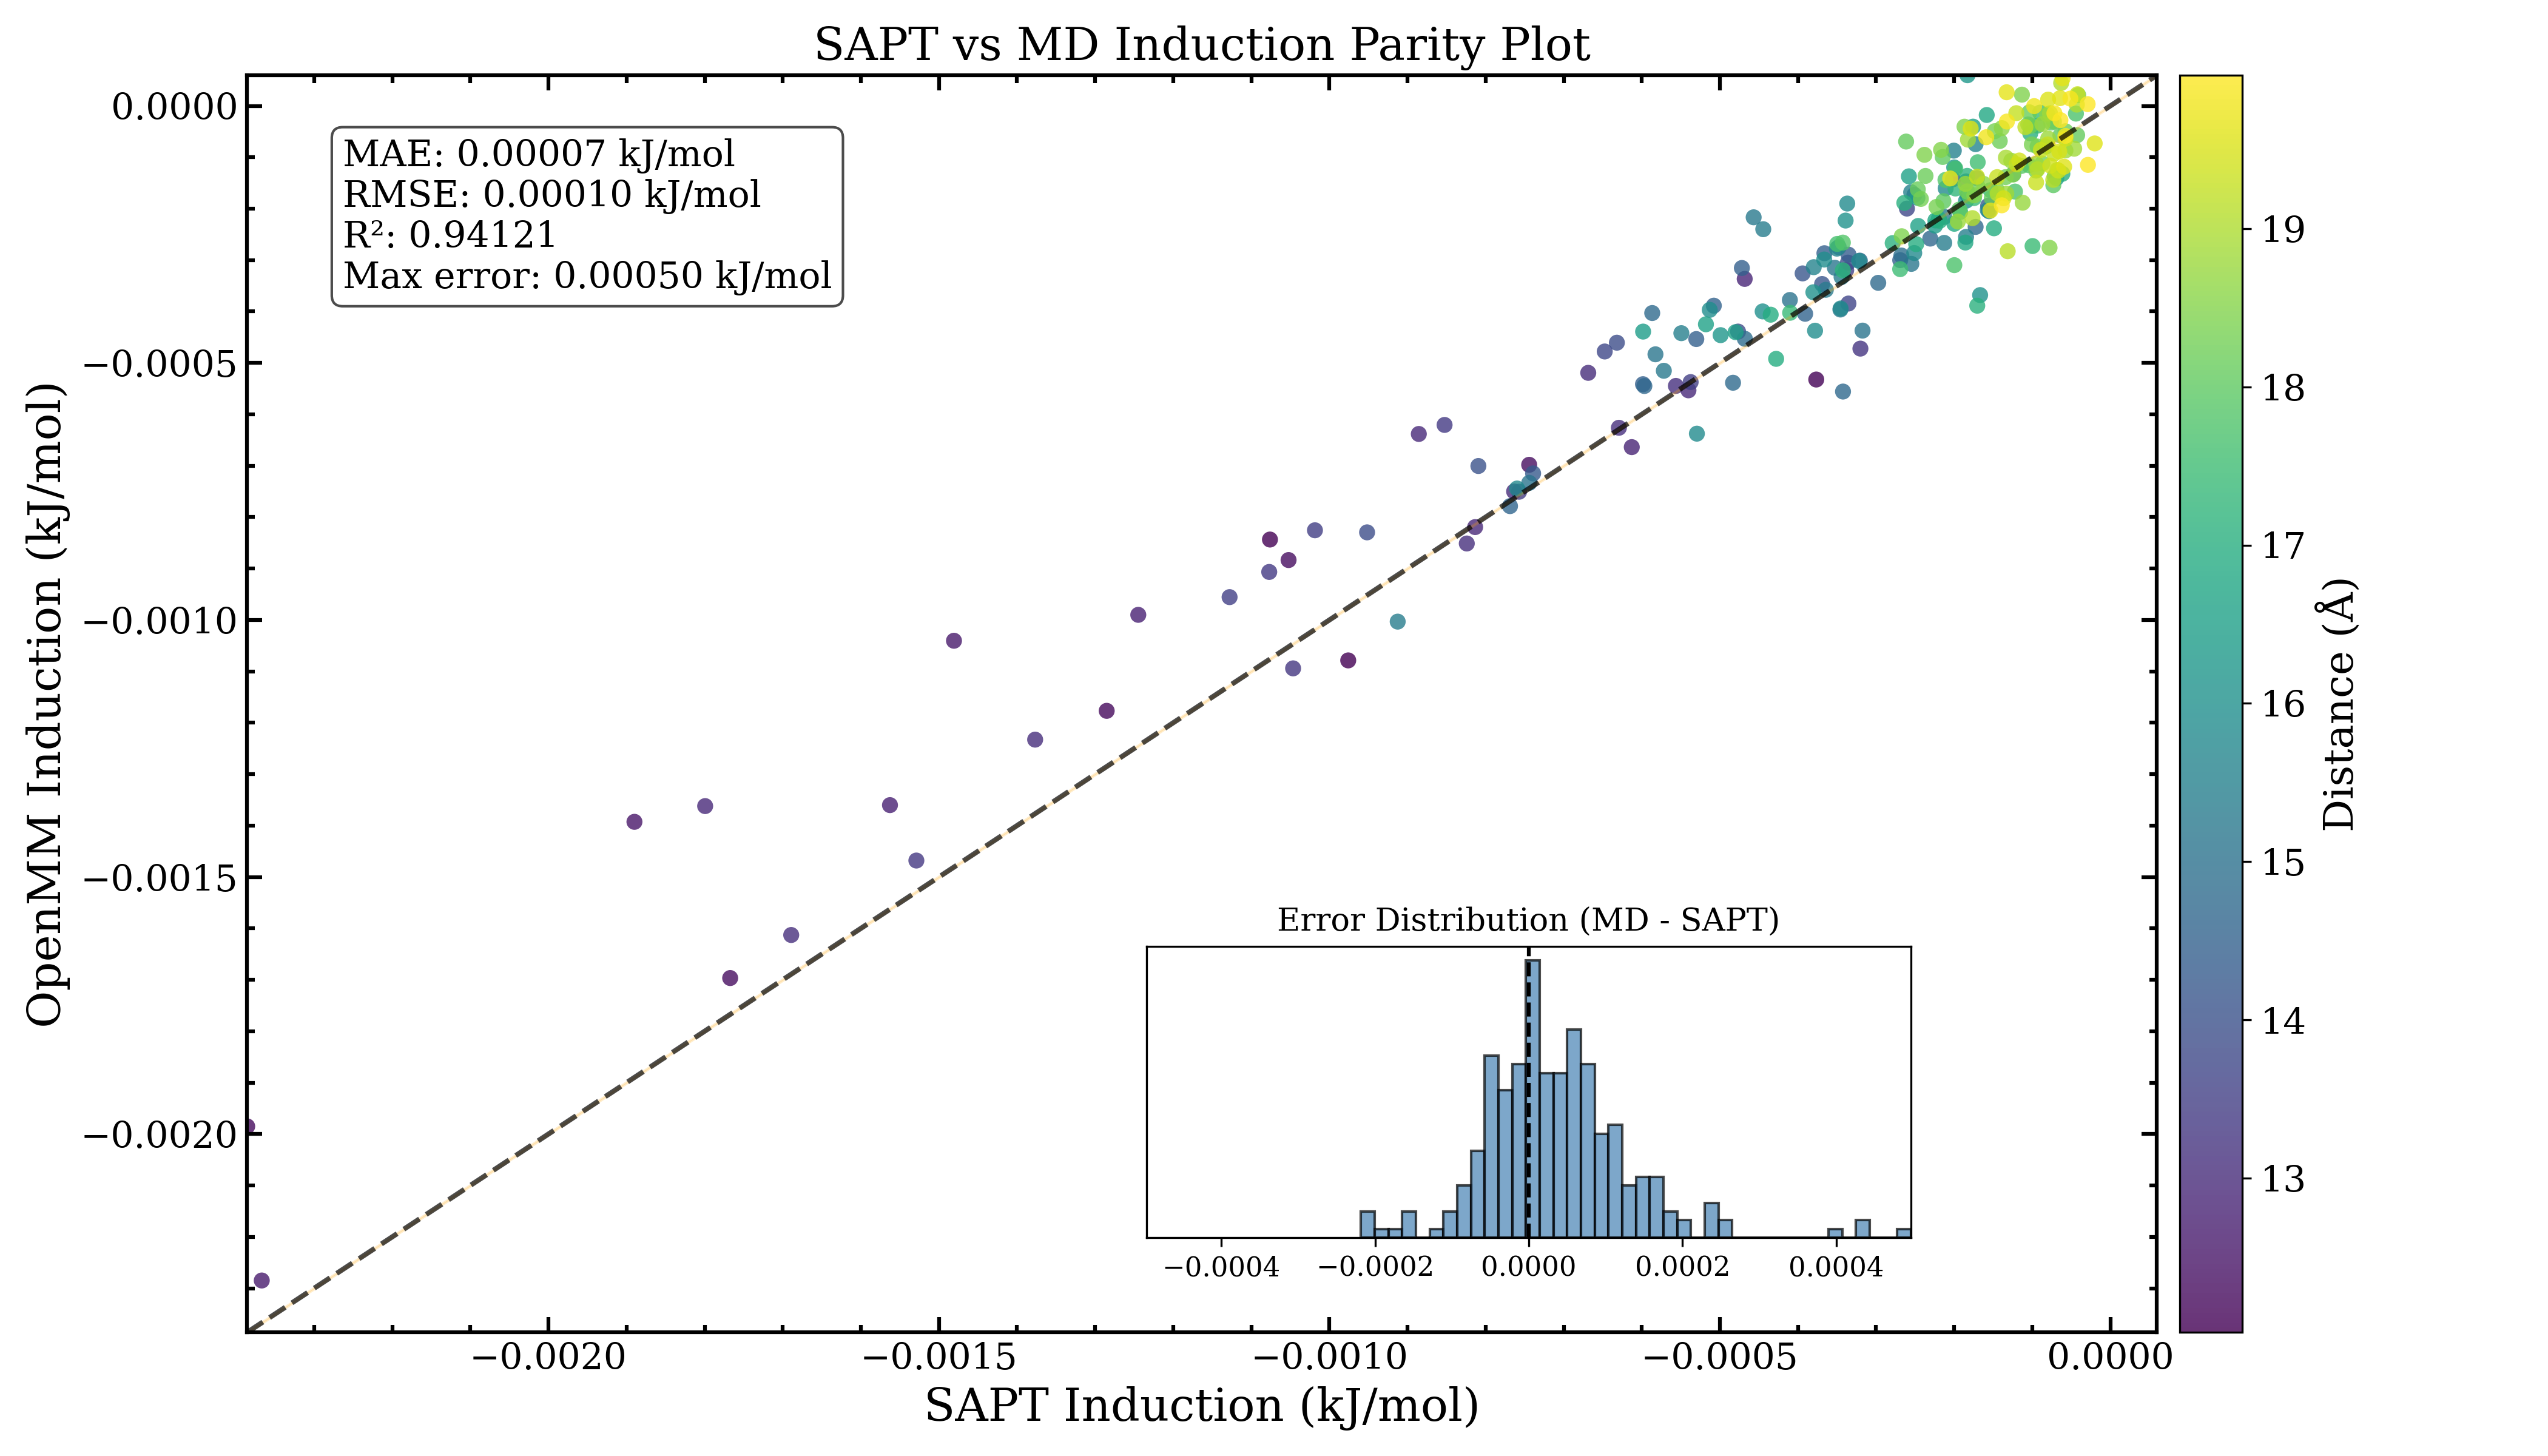 SAPT vs MD Induction Parity Plot
MAE: 0.00007 kJ/mol
RMSE: 0.00010 kJ/mol
R²: 0.94121
Max error: 0.00050 kJ/mol
OpenMM Induction (kJ/mol)
0.0000
−0.0005
−0.0010
−0.0015
−0.0020
Error Distribution (MD - SAPT)
−0.0004 −0.0002 0.0000 0.0002 0.0004
−0.0020 −0.0015 −0.0010 −0.0005 0.0000
SAPT Induction (kJ/mol)
19
18
17
16
15
14
13
Distance (Å)